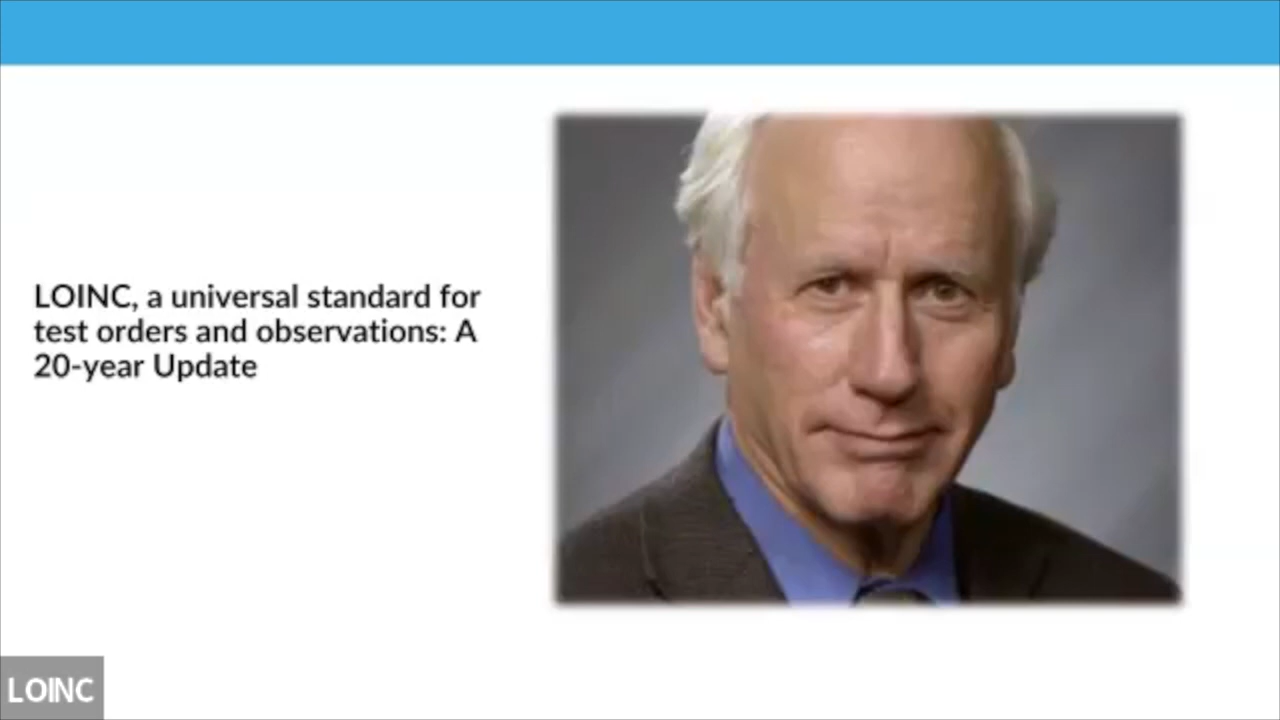 LOINC, a universal standard for
test orders and observations: A
20-year Update
LOINC